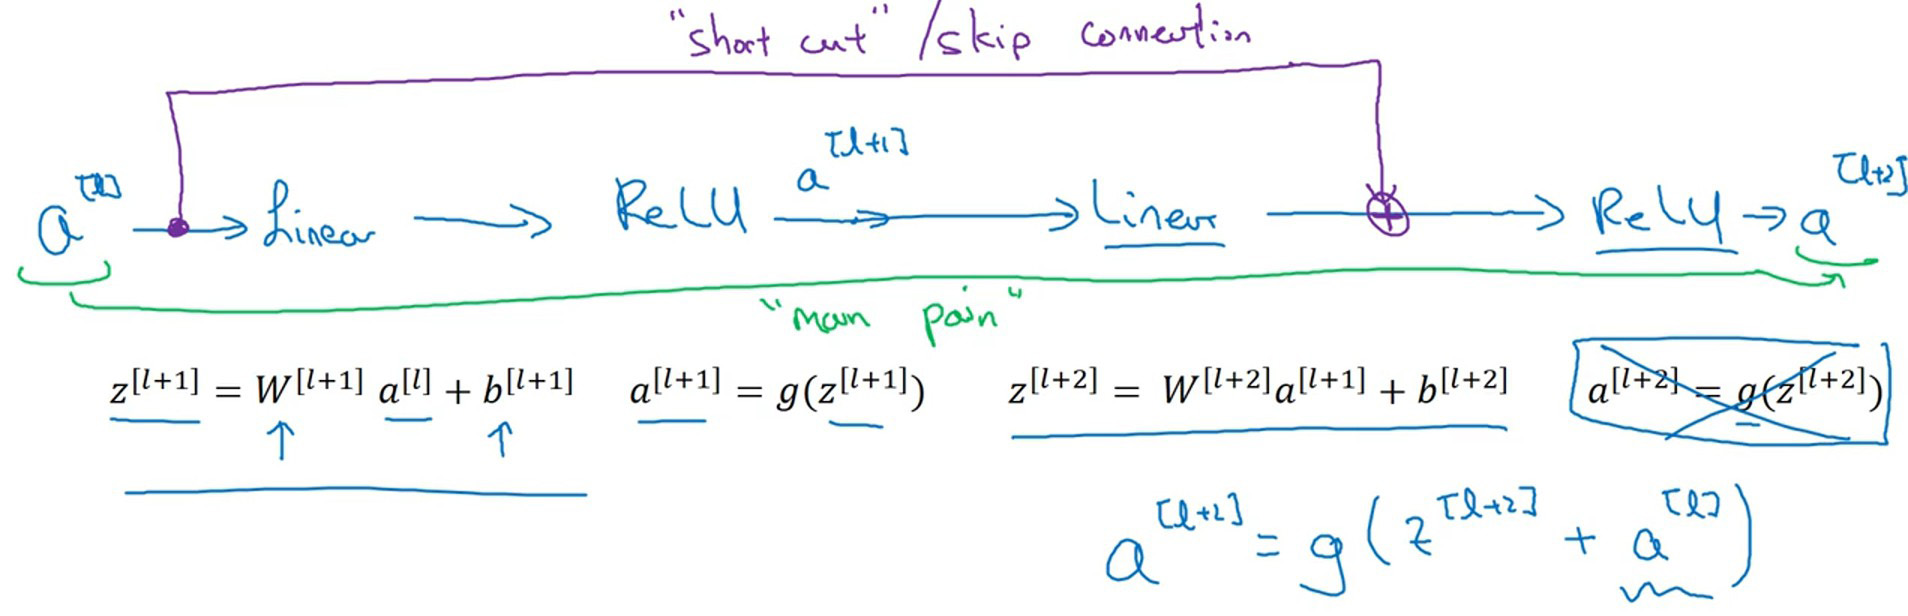 "short cut" / skip connection
a^[l] → Linear → ReLU a^[l+1] → Linear ⊕ → ReLU → a^[l+2]
"main pain"
z^[l+1] = W^[l+1] a^[l] + b^[l+1]   a^[l+1] = g(z^[l+1])   z^[l+2] = W^[l+2]a^[l+1] + b^[l+2]   a^[l+2] = g(z^[l+2])
a^[l+2] = g(z^[l+2] + a^[l])